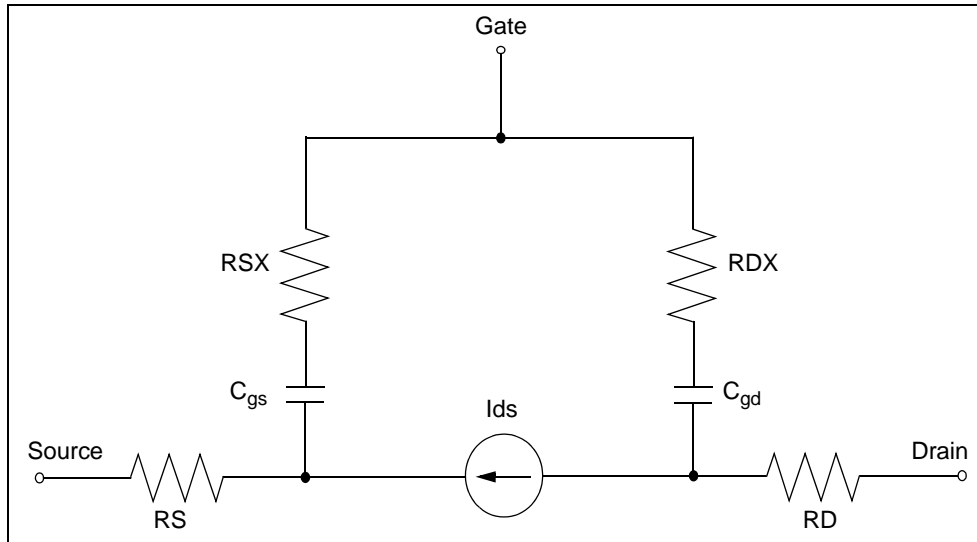 Gate
RSX
RDX
Cgs
Cgd
Ids
Source
Drain
RS
RD